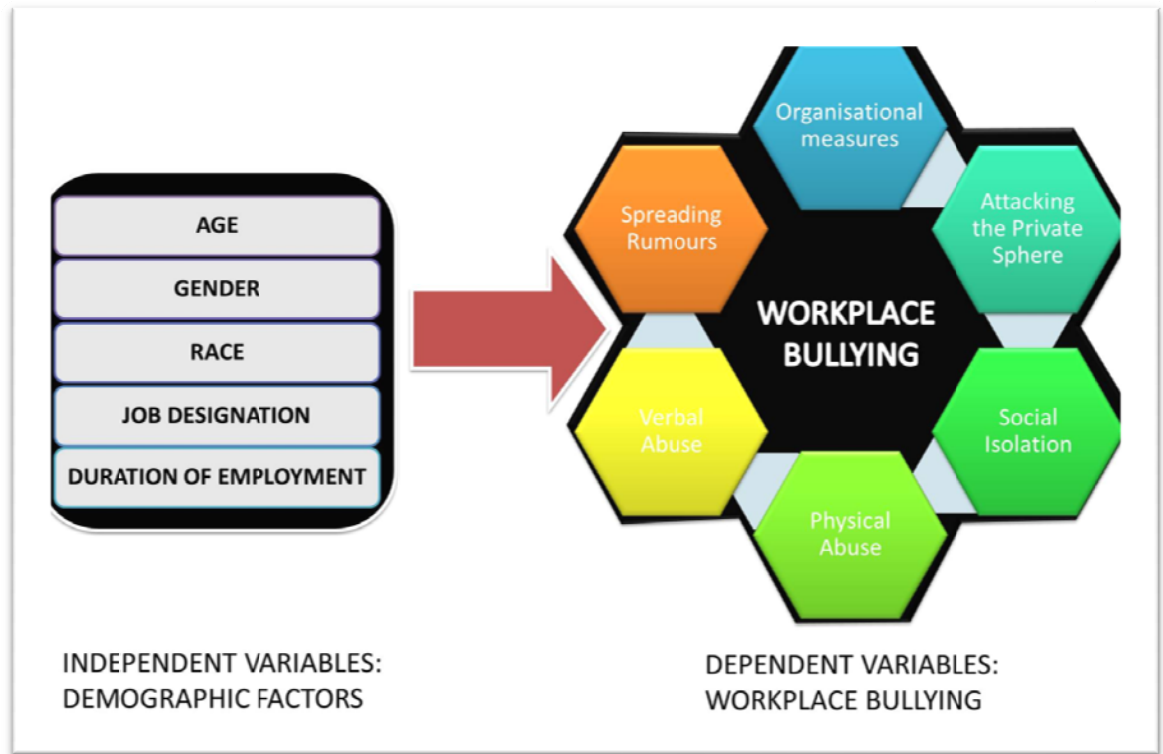 AGE
GENDER
RACE
JOB DESIGNATION
DURATION OF EMPLOYMENT
INDEPENDENT VARIABLES:
DEMOGRAPHIC FACTORS
Organisational
measures
Attacking
the Private
Sphere
Social
Isolation
Physical
Abuse
Verbal
Abuse
Spreading
Rumours
WORKPLACE
BULLYING
DEPENDENT VARIABLES:
WORKPLACE BULLYING